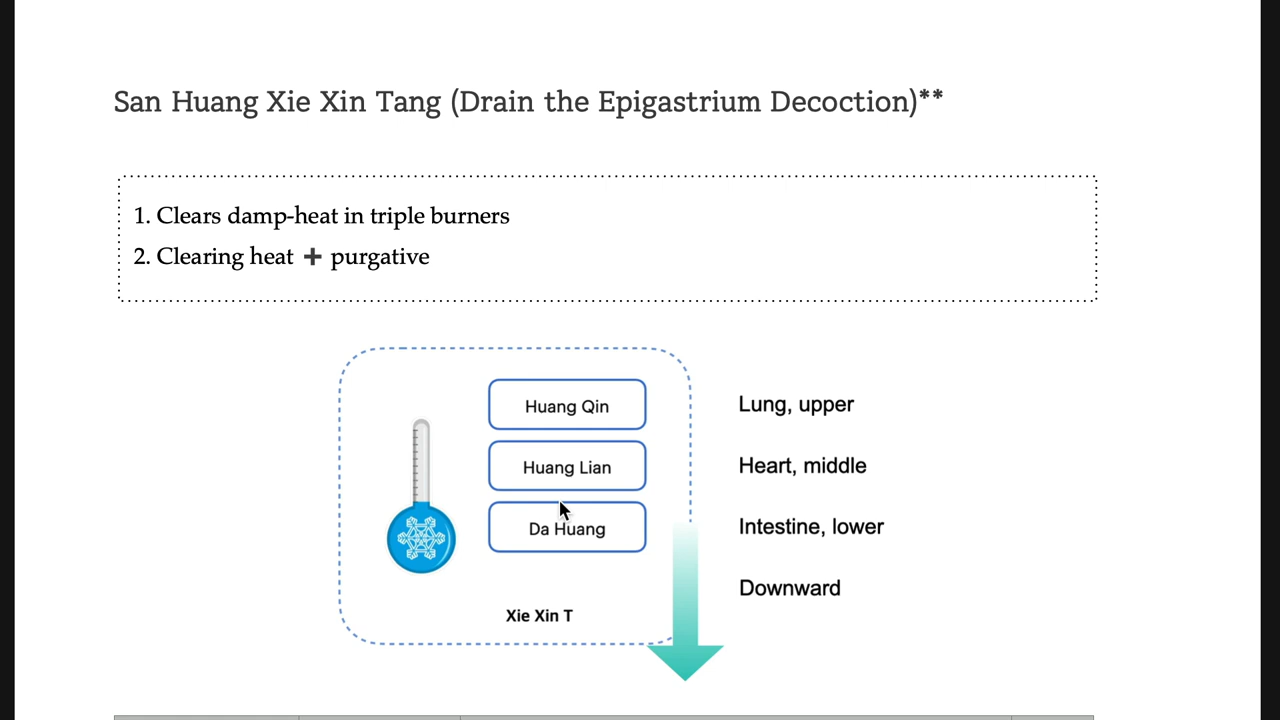 San Huang Xie Xin Tang (Drain the Epigastrium Decoction)**
1. Clears damp-heat in triple burners
2. Clearing heat ➕ purgative
Huang Qin
Lung, upper
Huang Lian
Heart, middle
Da Huang
Intestine, lower
Downward
Xie Xin T